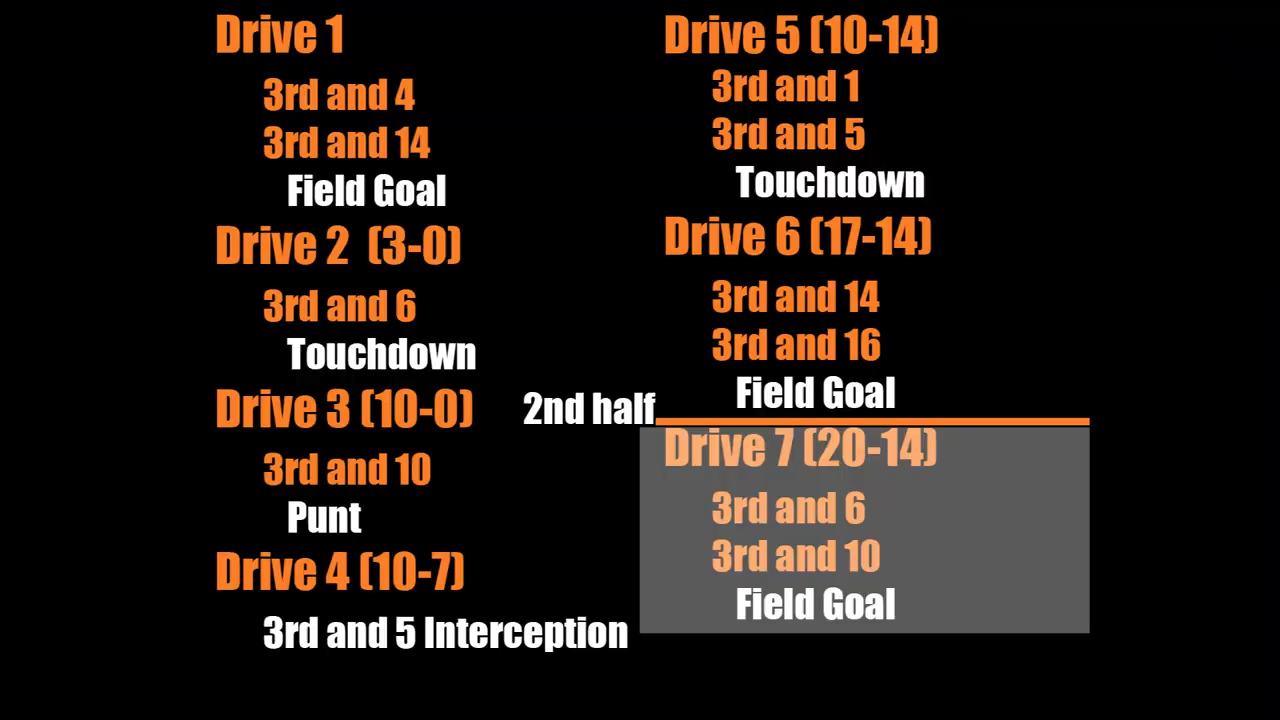 Drive 1
3rd and 4
3rd and 14
Field Goal
Drive 2 (3-0)
3rd and 6
Touchdown
Drive 3 (10-0)
3rd and 10
Punt
Drive 4 (10-7)
3rd and 5 Interception
Drive 5 (10-14)
3rd and 1
3rd and 5
Touchdown
Drive 6 (17-14)
3rd and 14
3rd and 16
Field Goal
2nd half
Drive 7 (20-14)
3rd and 6
3rd and 10
Field Goal